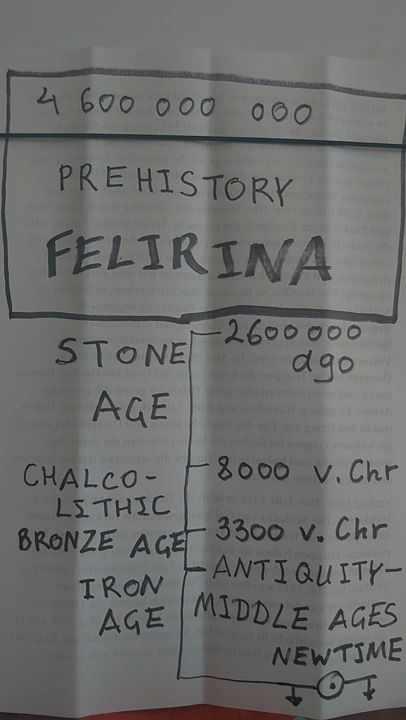 4 600 000 000
PREHISTORY
FELIRINA
STONE AGE
2600000 ago
8000 v. Chr
CHALCO-
LITHIC
3300 v. Chr
BRONZE AGE
ANTIQUITY-
IRON AGE
MIDDLE AGES
NEWTIME